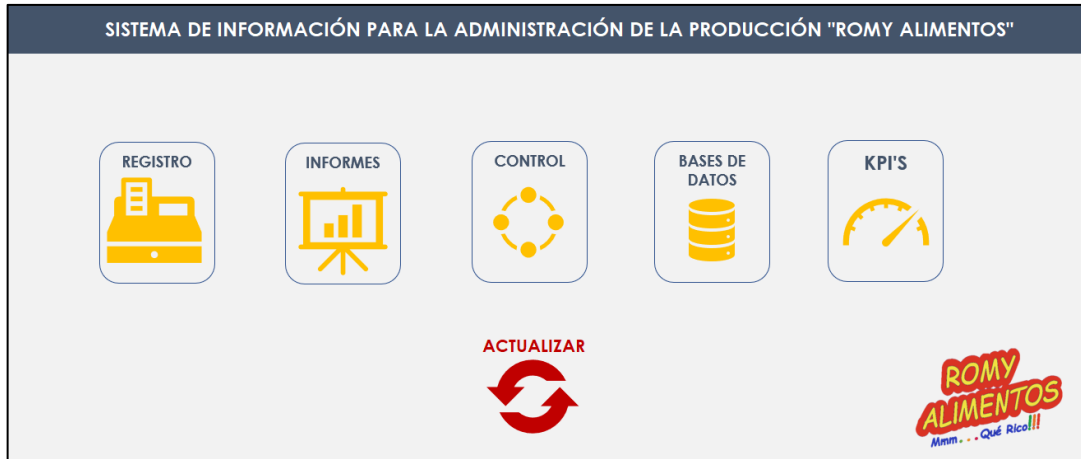 SISTEMA DE INFORMACIÓN PARA LA ADMINISTRACIÓN DE LA PRODUCCIÓN "ROMY ALIMENTOS"
REGISTRO
INFORMES
CONTROL
BASES DE
DATOS
KPI'S
ACTUALIZAR
ROMY
ALIMENTOS
Mmm. . . Qué Rico!!!